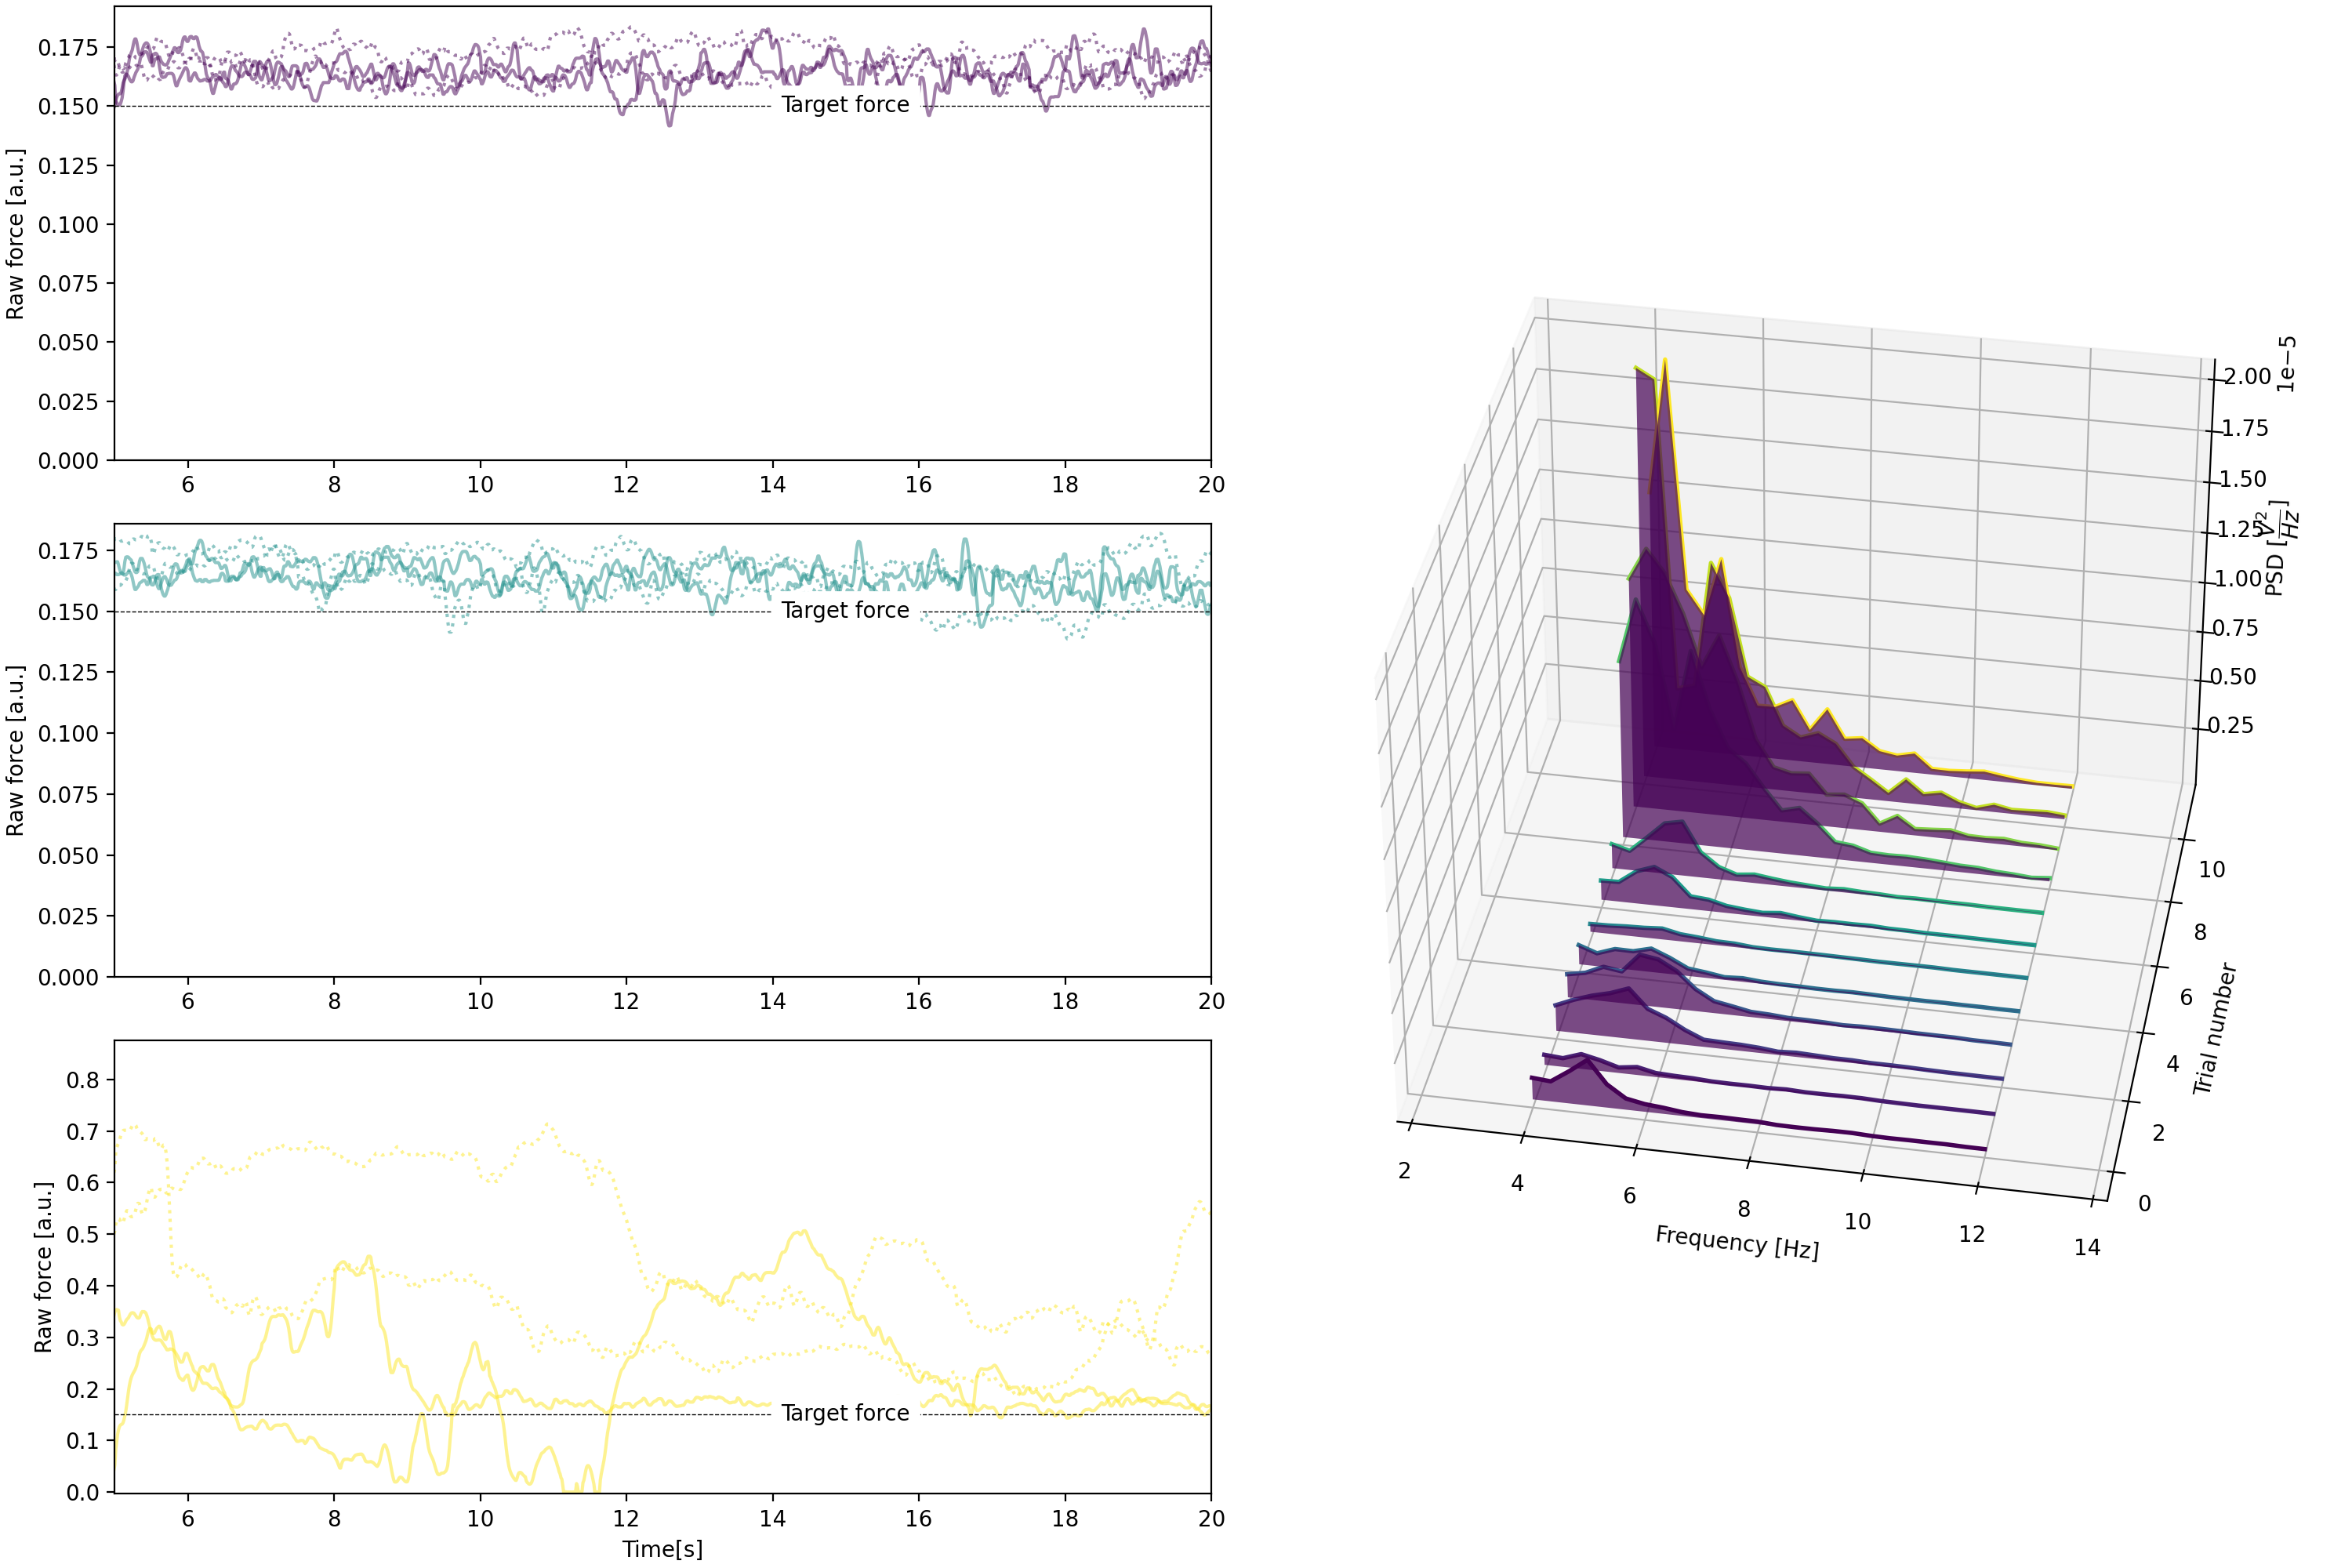 Raw force [a.u.]
0.175
0.150
0.125
0.100
0.075
0.050
0.025
0.000
Target force
6 8 10 12 14 16 18 20
Raw force [a.u.]
0.175
0.150
0.125
0.100
0.075
0.050
0.025
0.000
Target force
6 8 10 12 14 16 18 20
Raw force [a.u.]
0.8
0.7
0.6
0.5
0.4
0.3
0.2
0.1
0.0
Target force
6 8 10 12 14 16 18 20
Time[s]
1e−5
2.00
1.75
1.50
1.25
1.00
0.75
0.50
0.25
PSD [V²/Hz]
10
8
6
4
2
0
Trial number
2 4 6 8 10 12 14
Frequency [Hz]